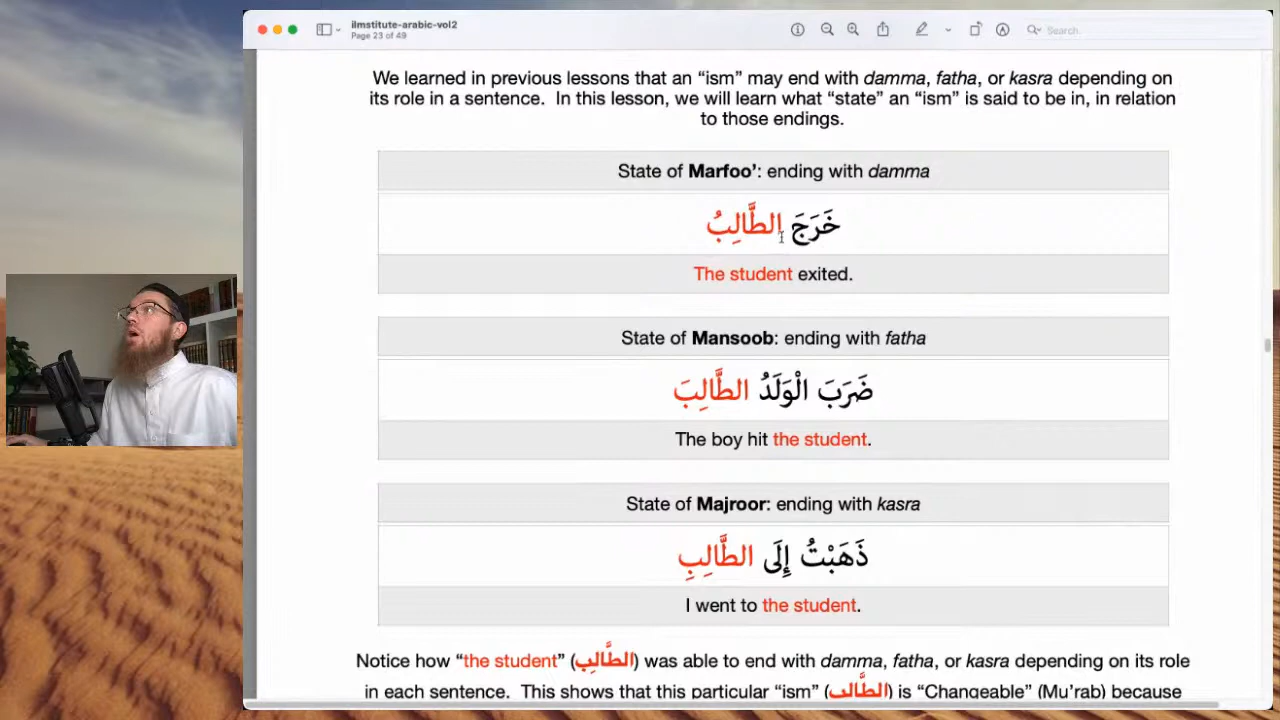 ilmstitute-arabic-vol2
Page 23 of 49
Search
We learned in previous lessons that an “ism” may end with damma, fatha, or kasra depending on
its role in a sentence. In this lesson, we will learn what “state” an “ism” is said to be in, in relation
to those endings.
State of Marfoo’: ending with damma
خَرَجَ الطَّالِبُ
The student exited.
State of Mansoob: ending with fatha
ضَرَبَ الْوَلَدُ الطَّالِبَ
The boy hit the student.
State of Majroor: ending with kasra
ذَهَبْتُ إِلَى الطَّالِبِ
I went to the student.
Notice how “the student” (الطَّالِب) was able to end with damma, fatha, or kasra depending on its role
in each sentence. This shows that this particular “ism” (الطَّالب) is “Changeable” (Mu’rab) because